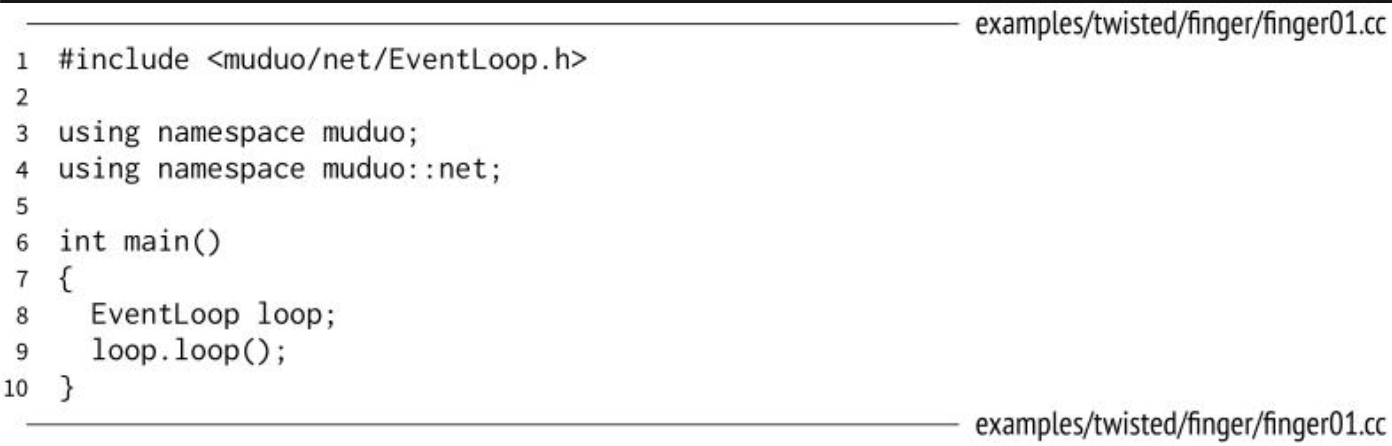 examples/twisted/finger/finger01.cc
1 #include <muduo/net/EventLoop.h>
2
3 using namespace muduo;
4 using namespace muduo::net;
5
6 int main()
7 {
8   EventLoop loop;
9   loop.loop();
10 }
examples/twisted/finger/finger01.cc